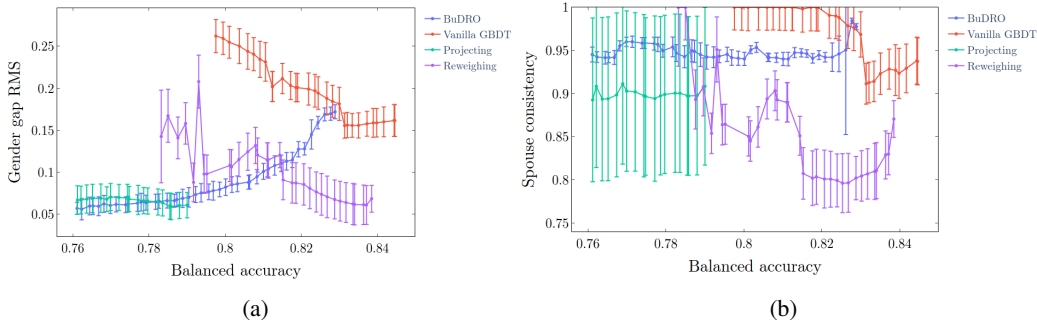 BuDRO
Vanilla GBDT
Projecting
Reweighing
Gender gap RMS
0.25
0.2
0.15
0.1
0.05
0.76
0.78
0.8
0.82
0.84
Balanced accuracy
(a)
BuDRO
Vanilla GBDT
Projecting
Reweighing
Spouse consistency
1
0.95
0.9
0.85
0.8
0.75
0.76
0.78
0.8
0.82
0.84
Balanced accuracy
(b)